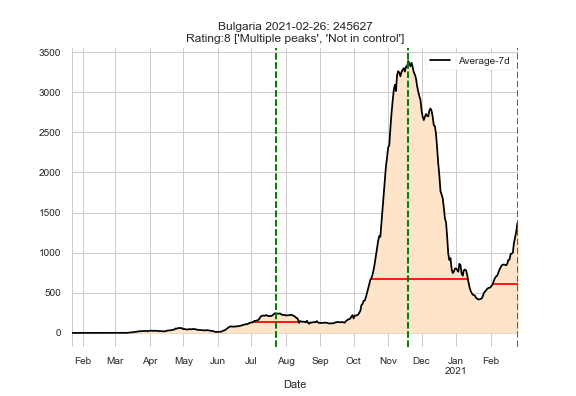 Bulgaria 2021-02-26: 245627
Rating:8 ['Multiple peaks', 'Not in control']
Average-7d
3500
3000
2500
2000
1500
1000
500
0
Feb Mar Apr May Jun Jul Aug Sep Oct Nov Dec Jan Feb
2021
Date